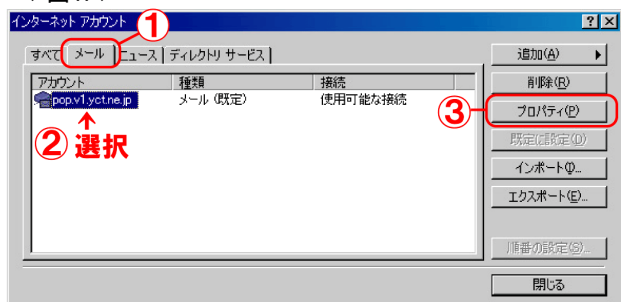 インターネット アカウント
①
すべて メール ニュース ディレクトリ サービス
追加(A)
アカウント 種類 接続
削除(R)
pop.v1.yct.ne.jp メール (既定) 使用可能な接続
③ プロパティ(P)
② 選択
既定に設定(D)
インポート(I)...
エクスポート(E)...
順番の設定(S)...
閉じる